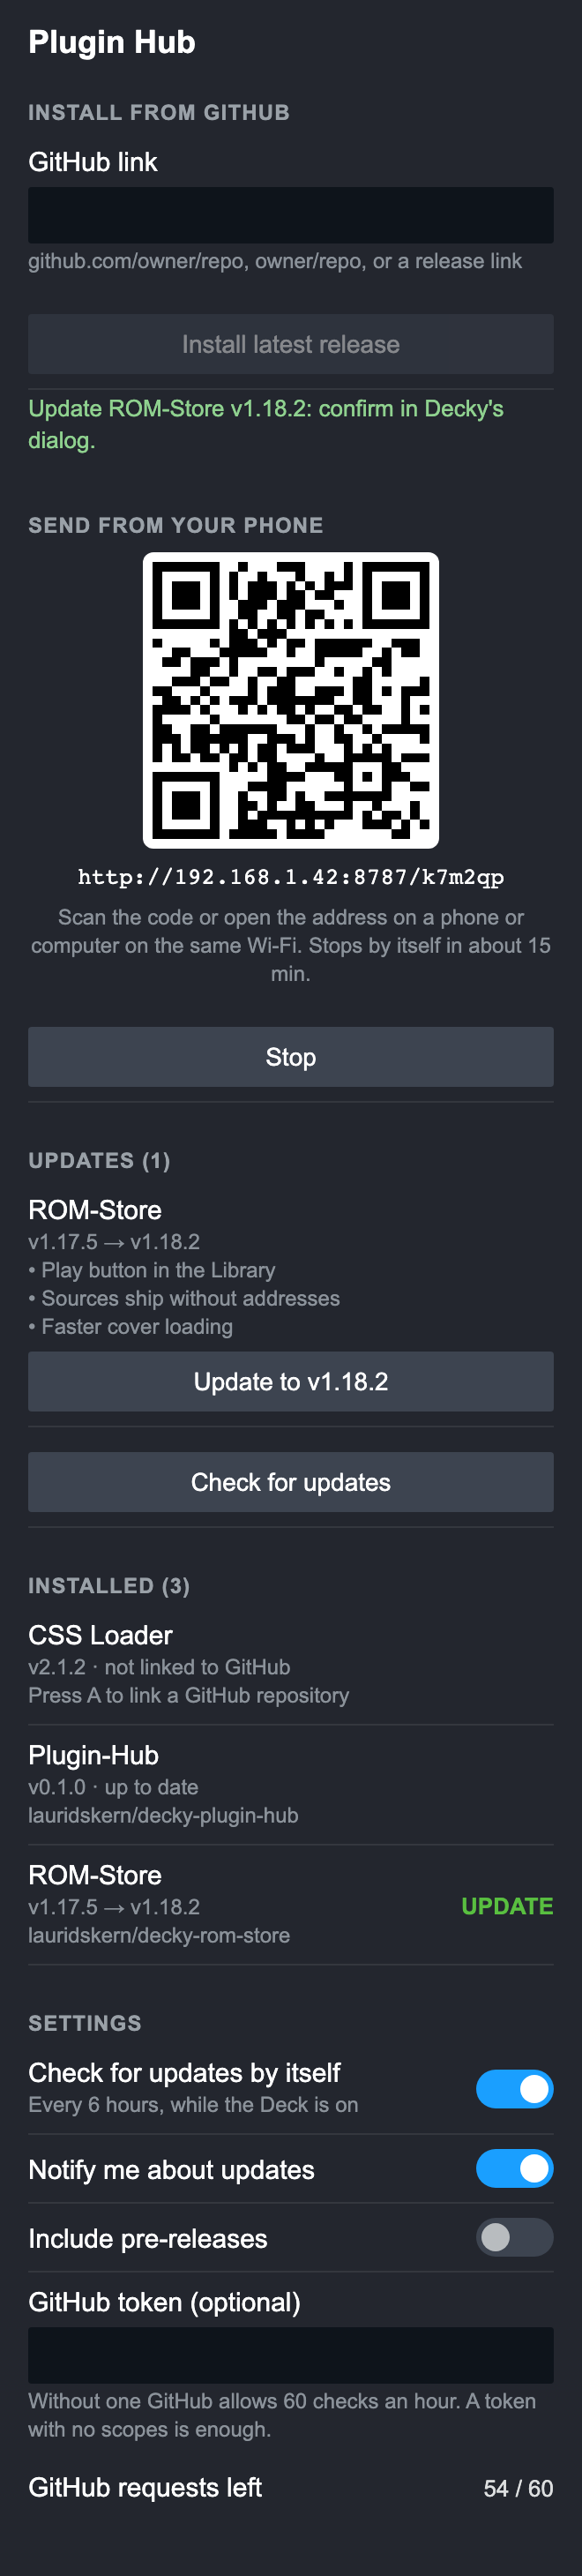 Plugin Hub
INSTALL FROM GITHUB
GitHub link
github.com/owner/repo, owner/repo, or a release link
Install latest release
Update ROM-Store v1.18.2: confirm in Decky's
dialog.
SEND FROM YOUR PHONE
http://192.168.1.42:8787/k7m2qp
Scan the code or open the address on a phone or
computer on the same Wi-Fi. Stops by itself in about 15
min.
Stop
UPDATES (1)
ROM-Store
v1.17.5 → v1.18.2
• Play button in the Library
• Sources ship without addresses
• Faster cover loading
Update to v1.18.2
Check for updates
INSTALLED (3)
CSS Loader
v2.1.2 · not linked to GitHub
Press A to link a GitHub repository
Plugin-Hub
v0.1.0 · up to date
lauridskern/decky-plugin-hub
ROM-Store
v1.17.5 → v1.18.2
UPDATE
lauridskern/decky-rom-store
SETTINGS
Check for updates by itself
Every 6 hours, while the Deck is on
Notify me about updates
Include pre-releases
GitHub token (optional)
Without one GitHub allows 60 checks an hour. A token
with no scopes is enough.
GitHub requests left
54 / 60